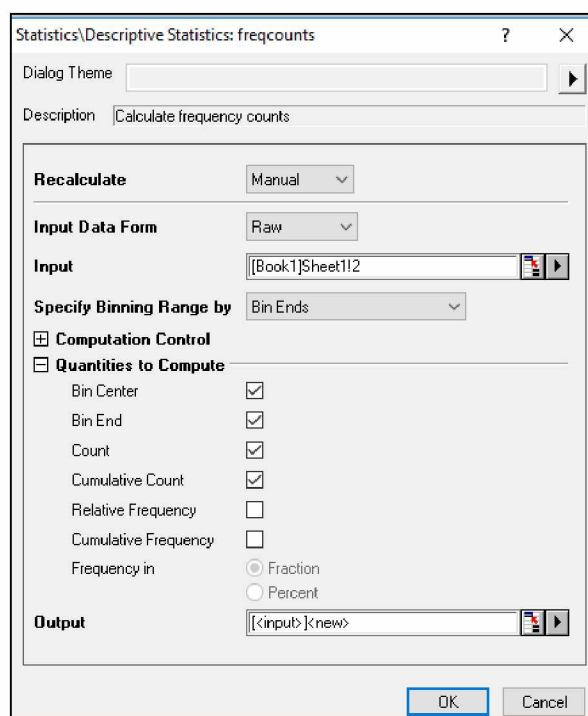 Statistics\Descriptive Statistics: freqcounts
Dialog Theme
Description Calculate frequency counts
Recalculate Manual
Input Data Form Raw
Input [Book1]Sheet1!2
Specify Binning Range by Bin Ends
Computation Control
Quantities to Compute
Bin Center
Bin End
Count
Cumulative Count
Relative Frequency
Cumulative Frequency
Frequency in Fraction
Percent
Output [<input>]<new>
OK Cancel